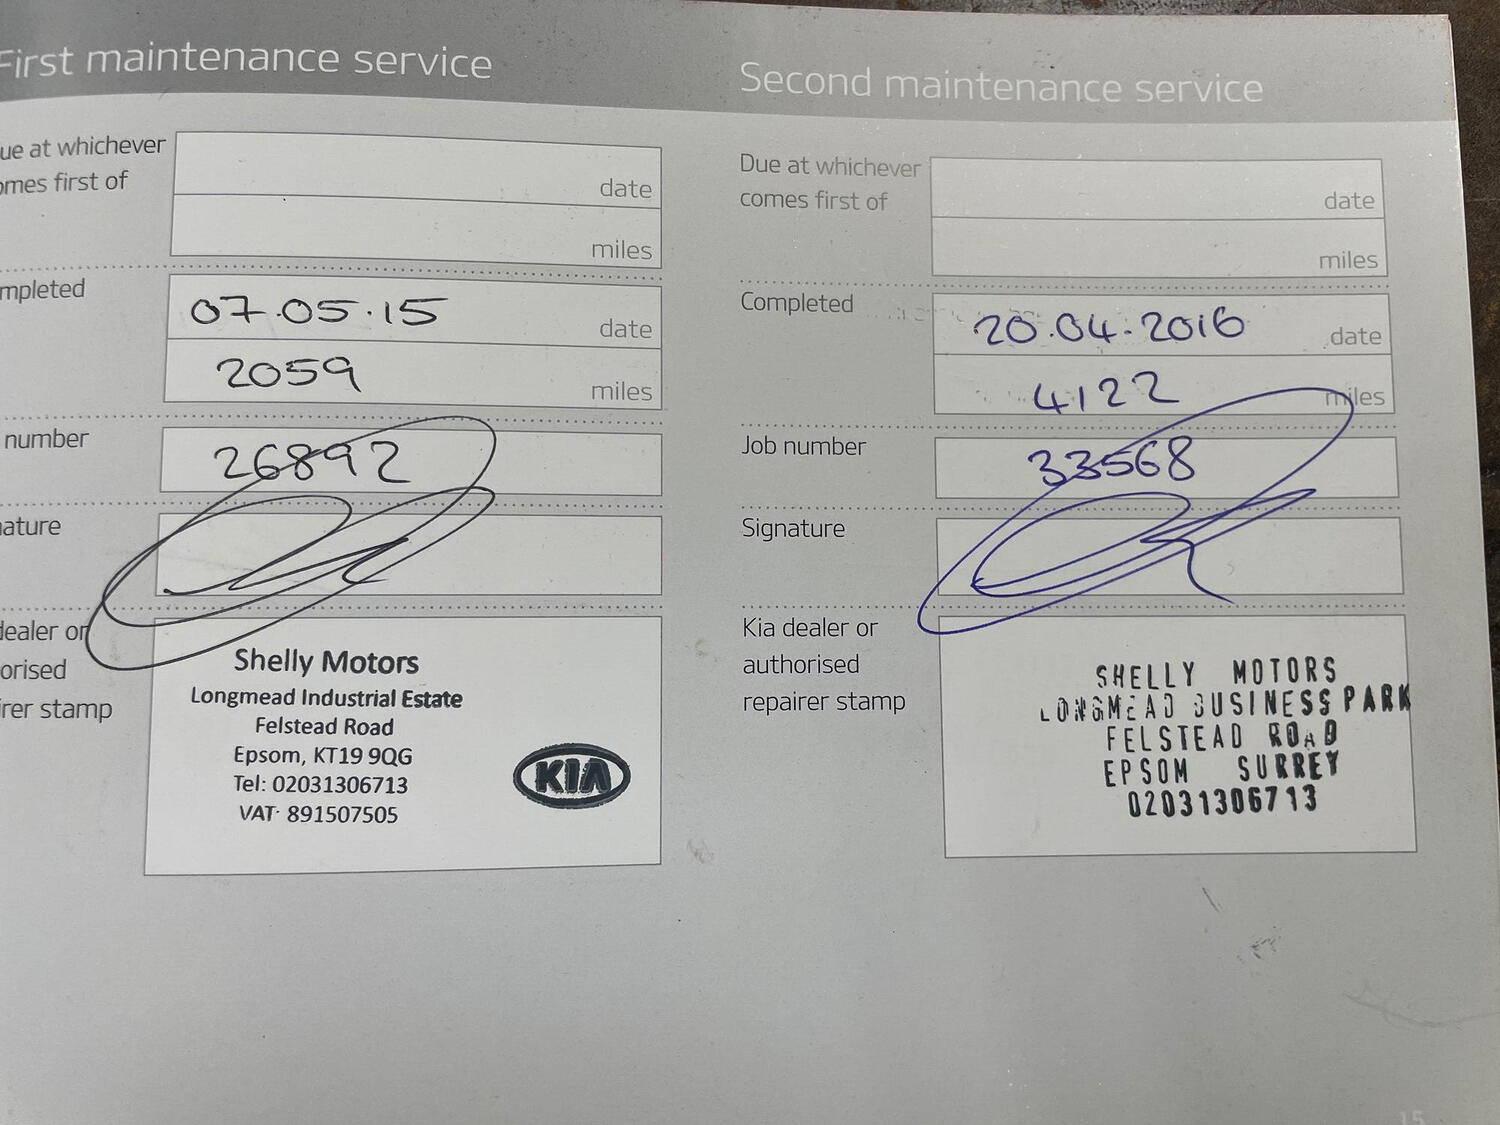 First maintenance service
ue at whichever
omes first of
date
miles
mpleted
07.05.15
date
2059
miles
number
26892
ature
dealer or
orised
irer stamp
Shelly Motors
Longmead Industrial Estate
Felstead Road
Epsom, KT19 9QG
Tel: 02031306713
VAT: 891507505
KIA
Second maintenance service
Due at whichever
comes first of
date
miles
Completed
20.04.2016
date
4122
miles
Job number
33568
Signature
Kia dealer or
authorised
repairer stamp
SHELLY MOTORS
LONGMEAD BUSINESS PARK
FELSTEAD ROAD
EPSOM SURREY
02031306713
15